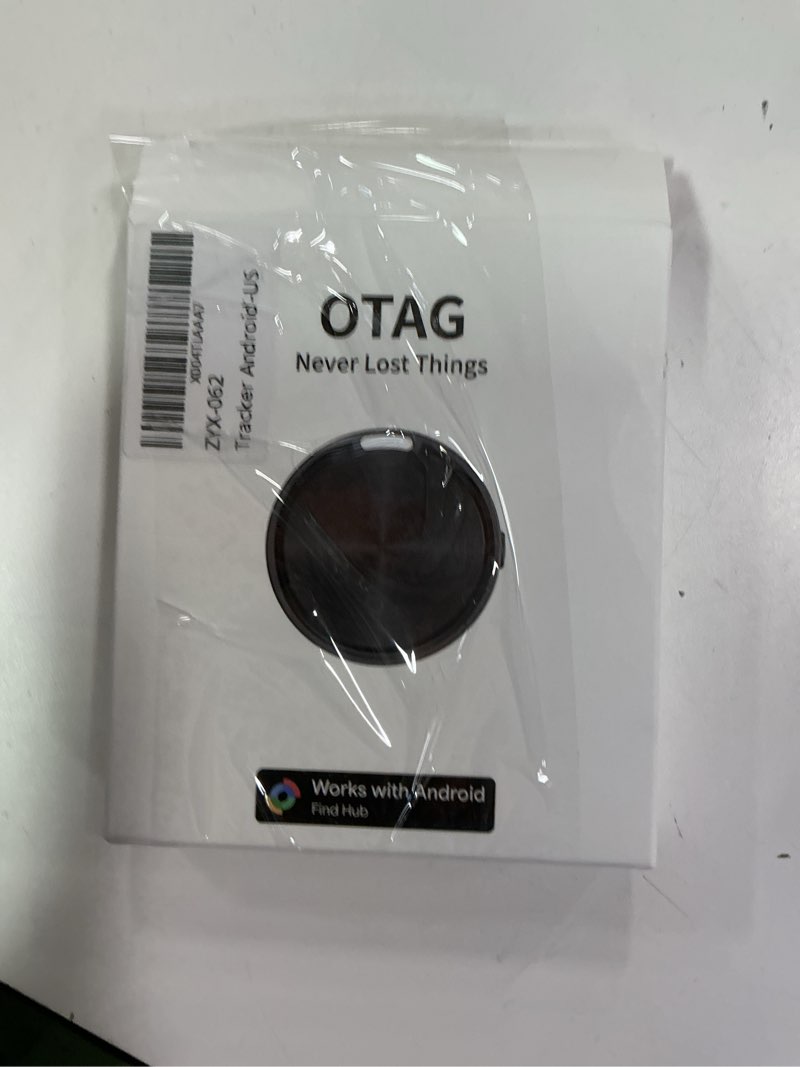 OTAG
Never Lost Things
ZYX-062
Tracker Android-US
Works with Android
Find Hub